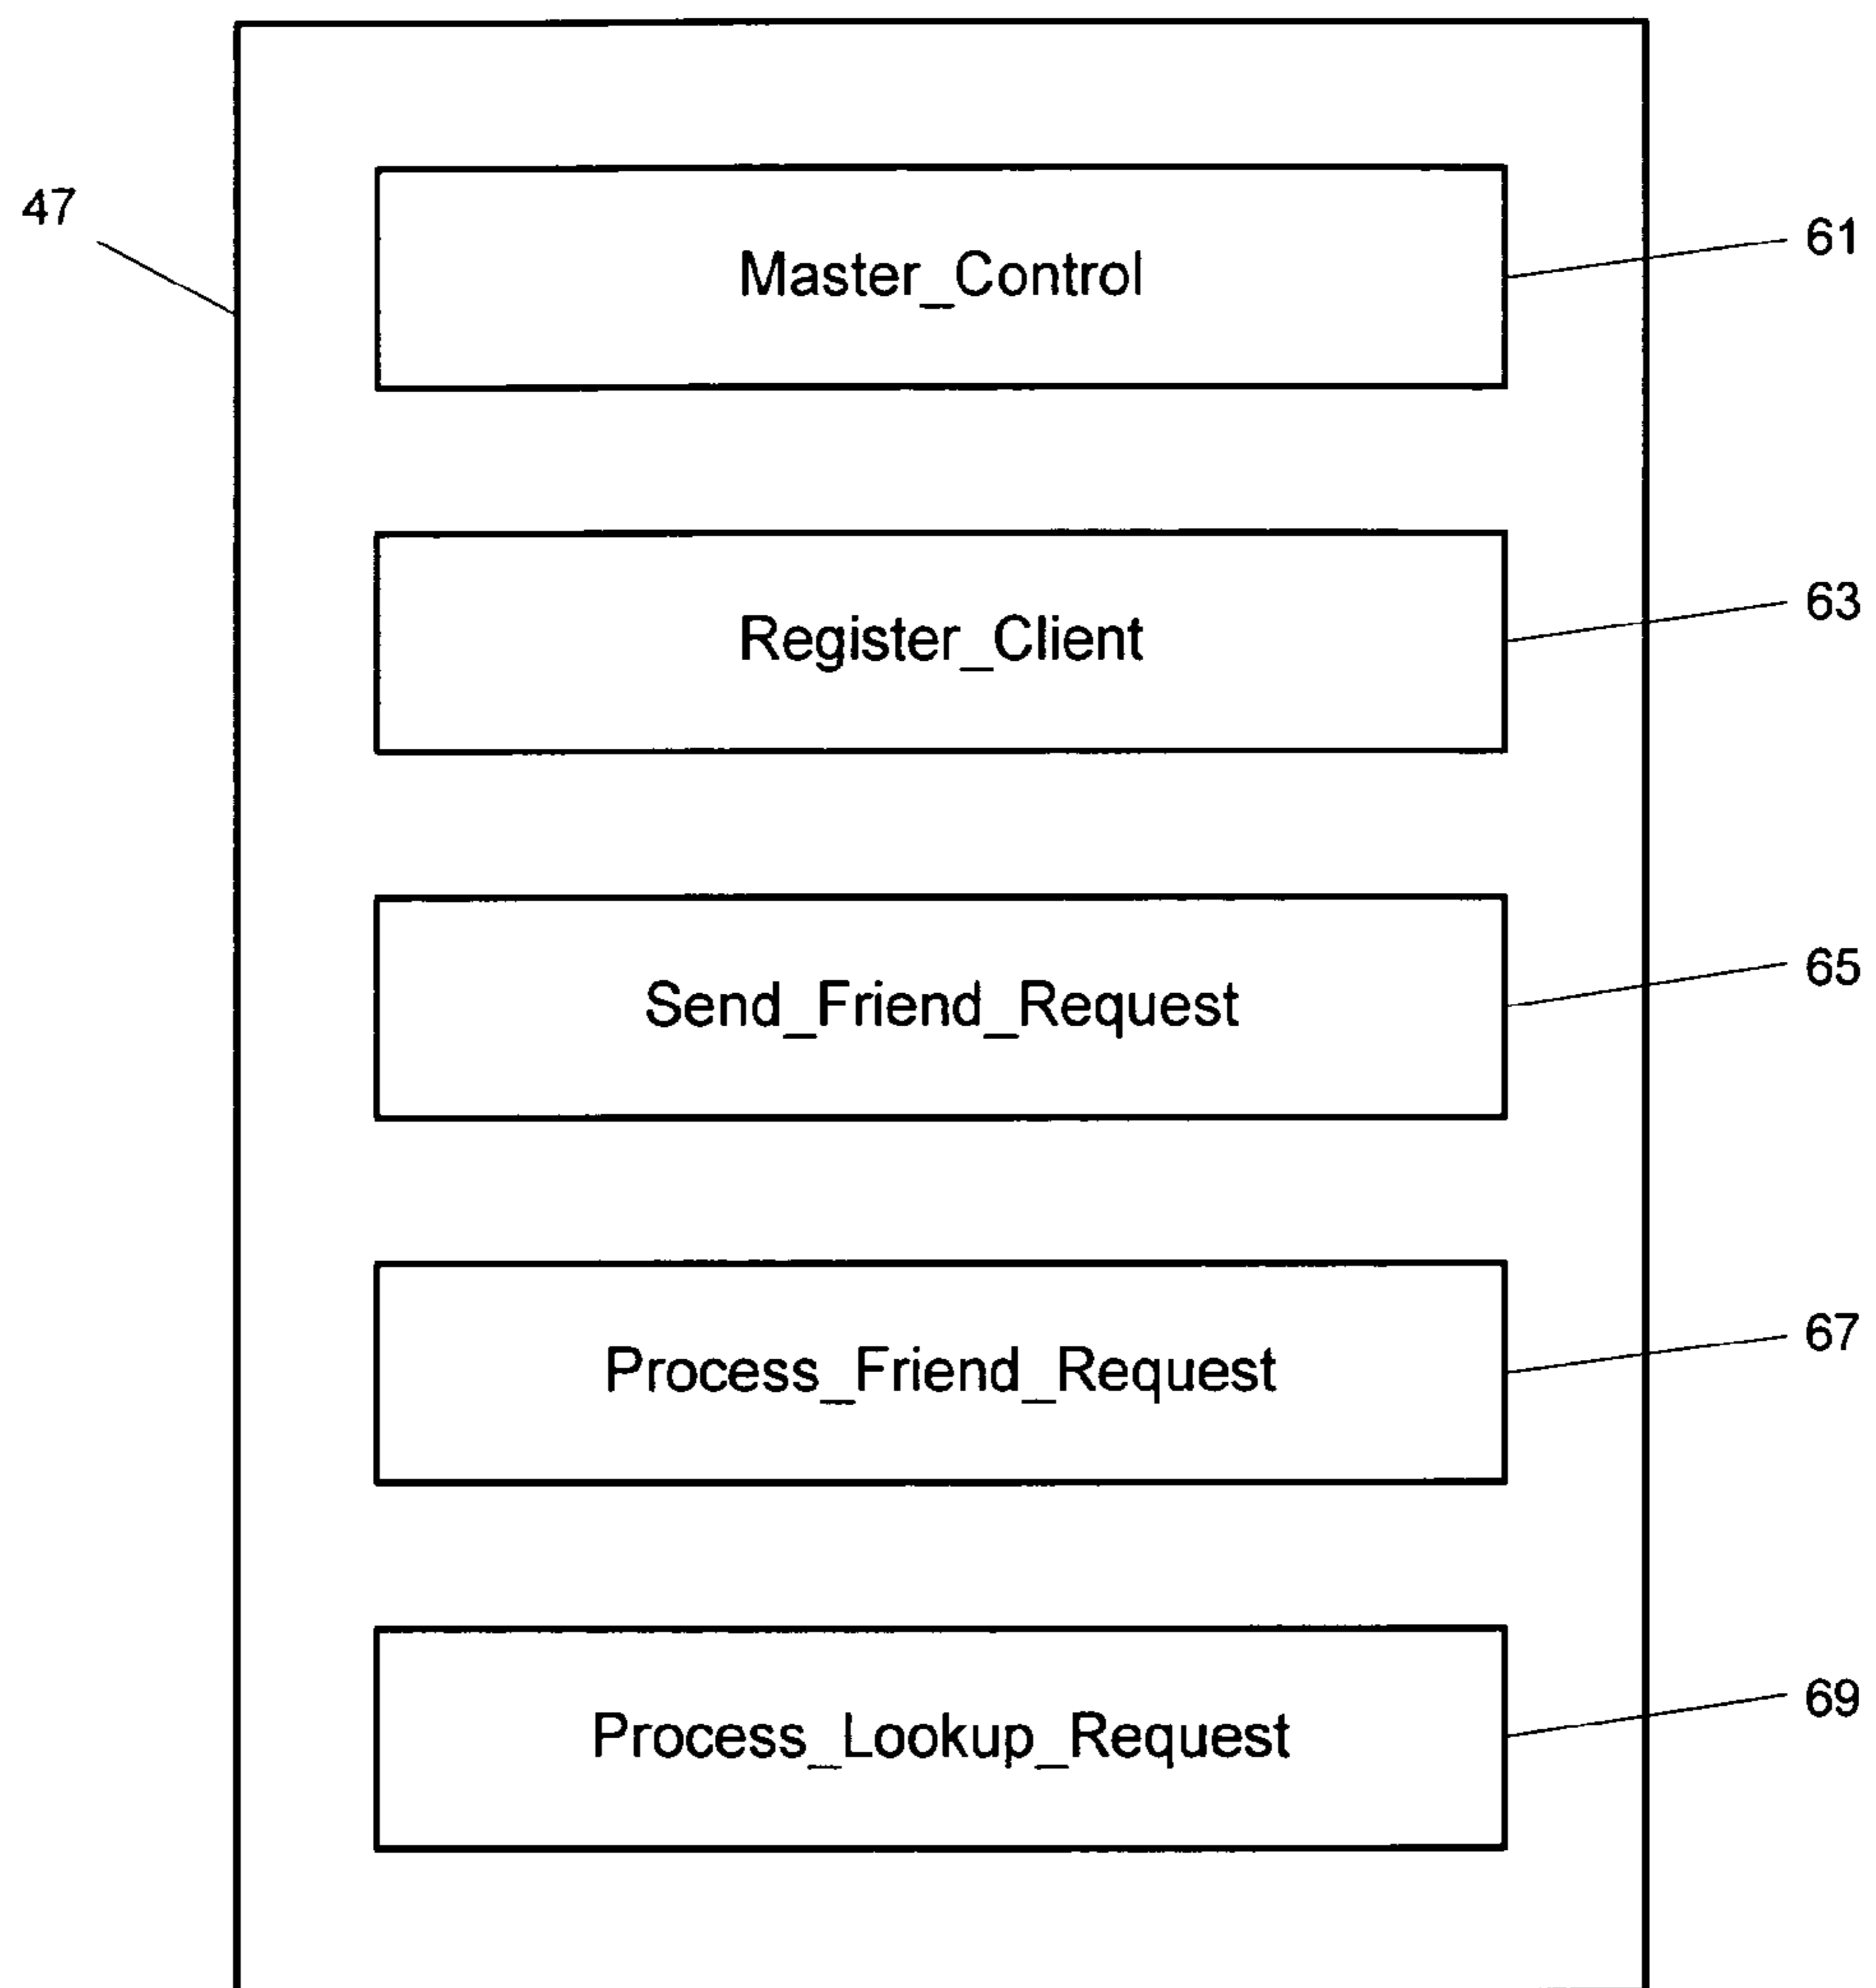 47
Master_Control
61
Register_Client
63
Send_Friend_Request
65
Process_Friend_Request
67
Process_Lookup_Request
69